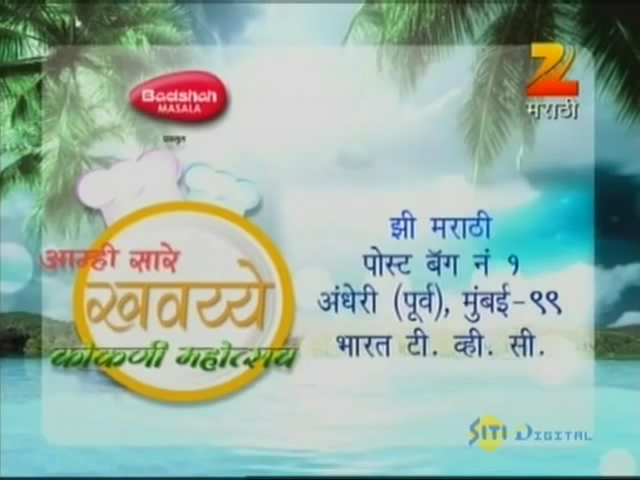 Badshah
MASALA
प्रस्तुत
मराठी
आम्ही सारे
खवय्ये
कोकणी महोत्सव
झी मराठी
पोस्ट बॅग नं १
अंधेरी (पूर्व), मुंबई-९९
भारत टी. व्ही. सी.
SITI DIGITAL